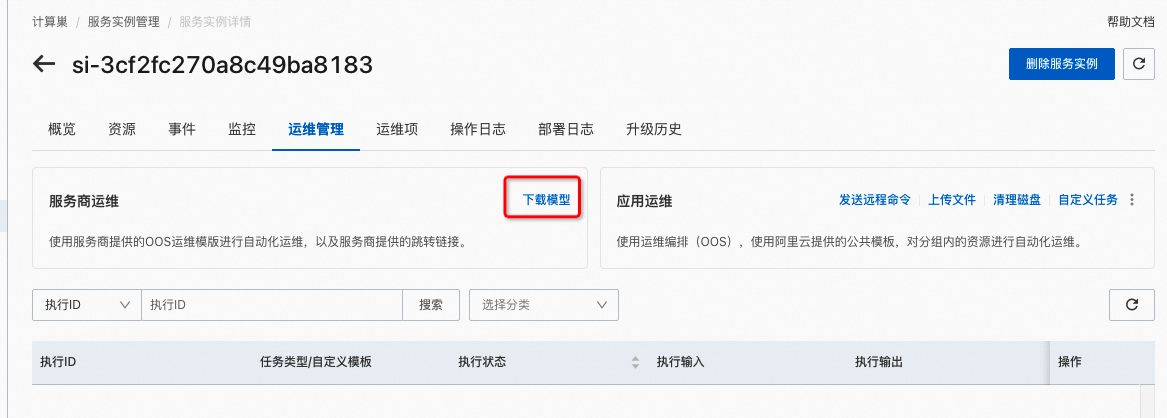 计算巢 / 服务实例管理 / 服务实例详情 帮助文档
si-3cf2fc270a8c49ba8183 删除服务实例
概览 资源 事件 监控 运维管理 运维项 操作日志 部署日志 升级历史
服务商运维 下载模型
使用服务商提供的OOS运维模版进行自动化运维，以及服务商提供的跳转链接。
应用运维 发送远程命令 上传文件 清理磁盘 自定义任务
使用运维编排（OOS），使用阿里云提供的公共模板，对分组内的资源进行自动化运维。
执行ID 执行ID 搜索 选择分类
执行ID 任务类型/自定义模板 执行状态 执行输入 执行输出 操作